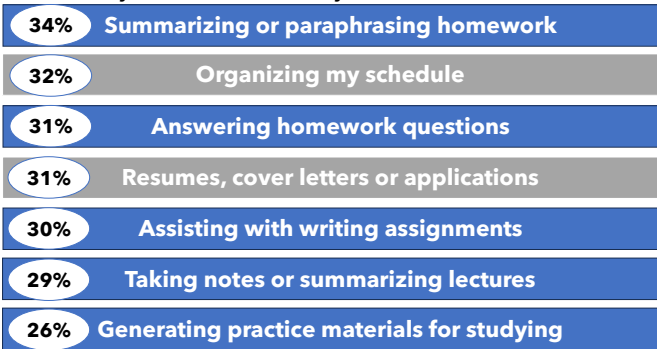 34% Summarizing or paraphrasing homework
32% Organizing my schedule
31% Answering homework questions
31% Resumes, cover letters or applications
30% Assisting with writing assignments
29% Taking notes or summarizing lectures
26% Generating practice materials for studying